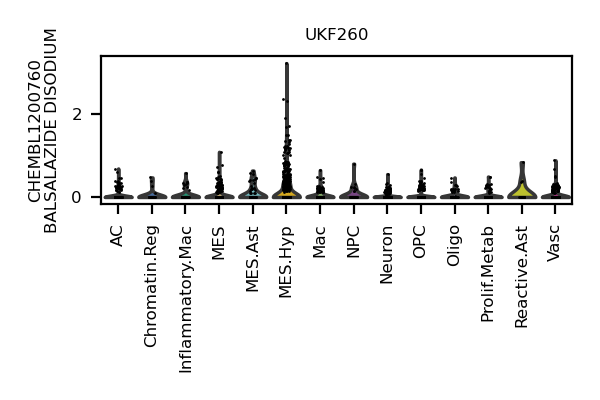 UKF260
CHEMBL1200760
BALSALAZIDE DISODIUM
2
0
AC
Chromatin.Reg
Inflammatory.Mac
MES
MES.Ast
MES.Hyp
Mac
NPC
Neuron
OPC
Oligo
Prolif.Metab
Reactive.Ast
Vasc